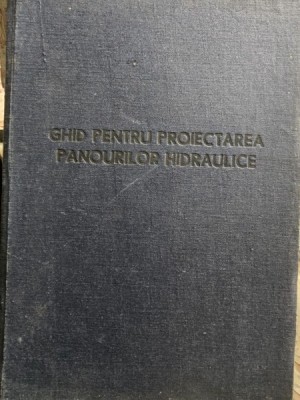 GHID PENTRU PROIECTAREA
PANOURILOR HIDRAULICE